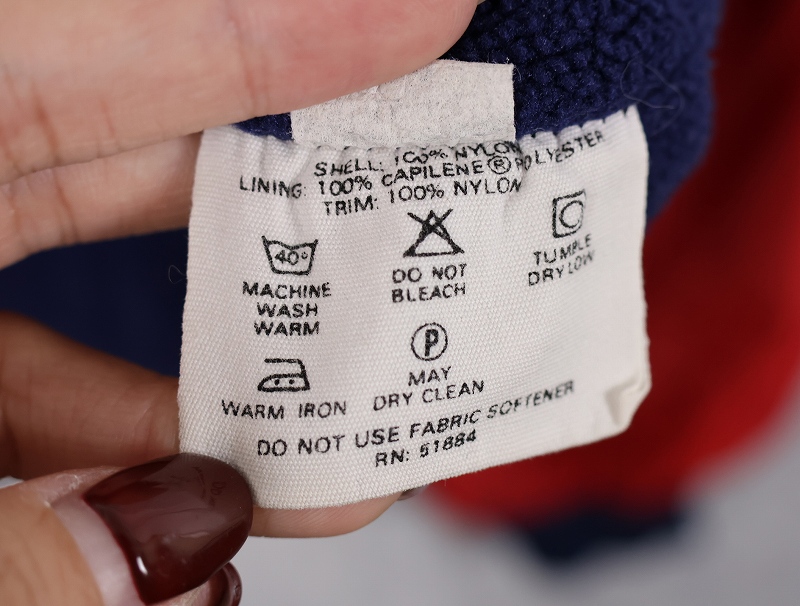 SHELL: 100% NYLON
LINING: 100% CAPILENE® POLYESTER
TRIM: 100% NYLON
40°
MACHINE
WASH
WARM
DO NOT
BLEACH
TUMBLE
DRY LOW
WARM IRON
P
MAY
DRY CLEAN
DO NOT USE FABRIC SOFTENER
RN: 51884